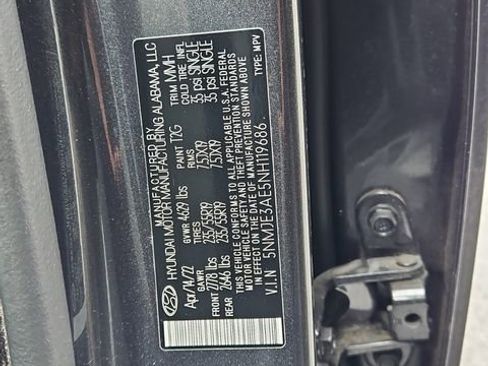 MANUFACTURED BY
HYUNDAI MOTOR MANUFACTURING ALABAMA, LLC
Apr/14/22 GVWR 4629 lbs PAINT T2G TRIM MMH
GAWR TIRES RIMS COLD TIRE INFL
FRONT 2778 lbs 235/55R19 7.5JX19 35 psi SINGLE
REAR 2646 lbs 235/55R19 7.5JX19 35 psi SINGLE
THIS VEHICLE CONFORMS TO ALL APPLICABLE U.S.A. FEDERAL
MOTOR VEHICLE SAFETY AND THEFT PREVENTION STANDARDS
IN EFFECT ON THE DATE OF MANUFACTURE SHOWN ABOVE.
V.I.N 5NMJE3AE5NH119686 TYPE: MPV